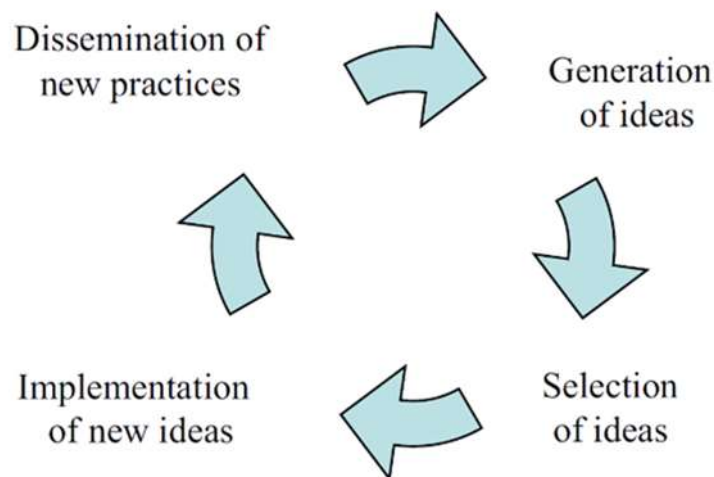 Dissemination of
new practices
Generation
of ideas
Selection
of ideas
Implementation
of new ideas